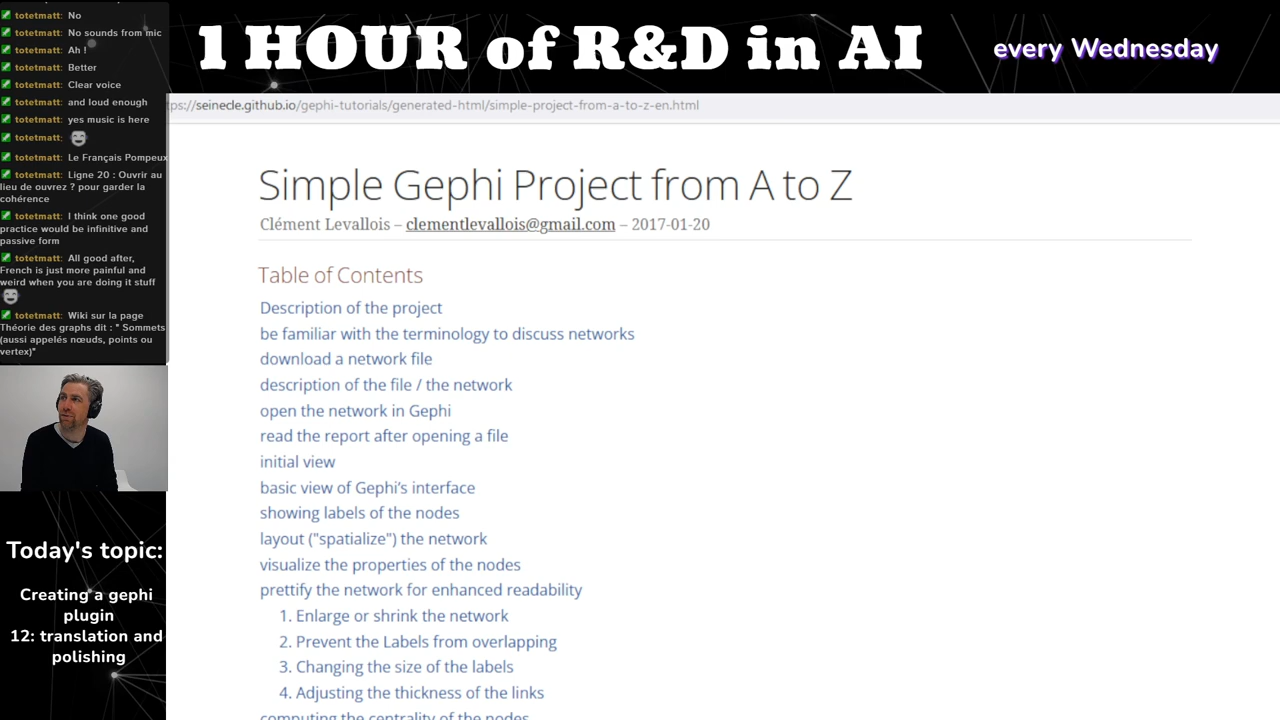 totetmatt: No
totetmatt: No sounds from mic
totetmatt: Ah !
totetmatt: Better
totetmatt: Clear voice
totetmatt: and loud enough
totetmatt: yes music is here
totetmatt:
totetmatt: Le Français Pompeux
totetmatt: Ligne 20 : Ouvrir au
lieu de ouvrez ? pour garder la
cohérence
totetmatt: I think one good
practice would be infinitive and
passive form
totetmatt: All good after,
French is just more painful and
weird when you are doing it stuff
totetmatt: Wiki sur la page
Théorie des graphs dit : " Sommets
(aussi appelés nœuds, points ou
vertex)"
1 HOUR of R&D in AI
every Wednesday
tps://seinecle.github.io/gephi-tutorials/generated-html/simple-project-from-a-to-z-en.html
Simple Gephi Project from A to Z
Clément Levallois – clementlevallois@gmail.com – 2017-01-20
Table of Contents
Description of the project
be familiar with the terminology to discuss networks
download a network file
description of the file / the network
open the network in Gephi
read the report after opening a file
initial view
basic view of Gephi’s interface
showing labels of the nodes
layout ("spatialize") the network
visualize the properties of the nodes
prettify the network for enhanced readability
1. Enlarge or shrink the network
2. Prevent the Labels from overlapping
3. Changing the size of the labels
4. Adjusting the thickness of the links
computing the centrality of the nodes
Today's topic:
Creating a gephi
plugin
12: translation and
polishing